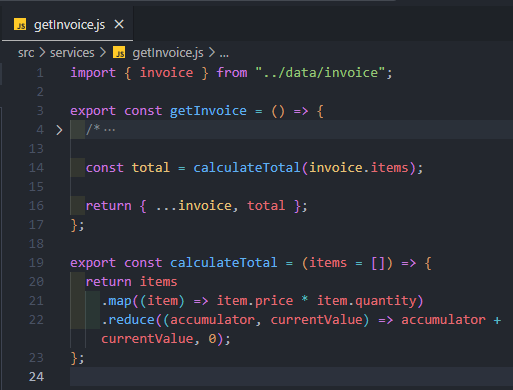 JS getInvoice.js ×
src > services > JS getInvoice.js > ...
1 import { invoice } from "../data/invoice";
2
3 export const getInvoice = () => {
4 > /* ···
13
14 const total = calculateTotal(invoice.items);
15
16 return { ...invoice, total };
17 };
18
19 export const calculateTotal = (items = []) => {
20 return items
21 .map((item) => item.price * item.quantity)
22 .reduce((accumulator, currentValue) => accumulator +
currentValue, 0);
23 };
24